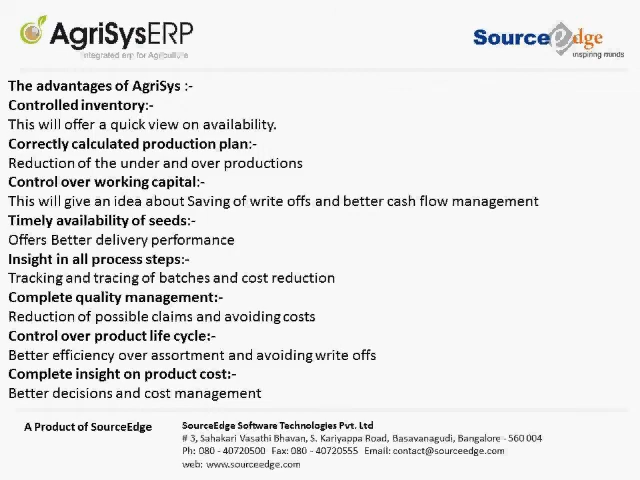 AgriSysERP
Integrated erp for Agriculture
SourceEdge
inspiring minds
The advantages of AgriSys :-
Controlled inventory:-
This will offer a quick view on availability.
Correctly calculated production plan:-
Reduction of the under and over productions
Control over working capital:-
This will give an idea about Saving of write offs and better cash flow management
Timely availability of seeds:-
Offers Better delivery performance
Insight in all process steps:-
Tracking and tracing of batches and cost reduction
Complete quality management:-
Reduction of possible claims and avoiding costs
Control over product life cycle:-
Better efficiency over assortment and avoiding write offs
Complete insight on product cost:-
Better decisions and cost management
A Product of SourceEdge
SourceEdge Software Technologies Pvt. Ltd
# 3, Sahakari Vasathi Bhavan, S. Kariyappa Road, Basavanagudi, Bangalore - 560 004
Ph: 080 - 40720500 Fax: 080 - 40720555 Email: contact@sourceedge.com
web: www.sourceedge.com